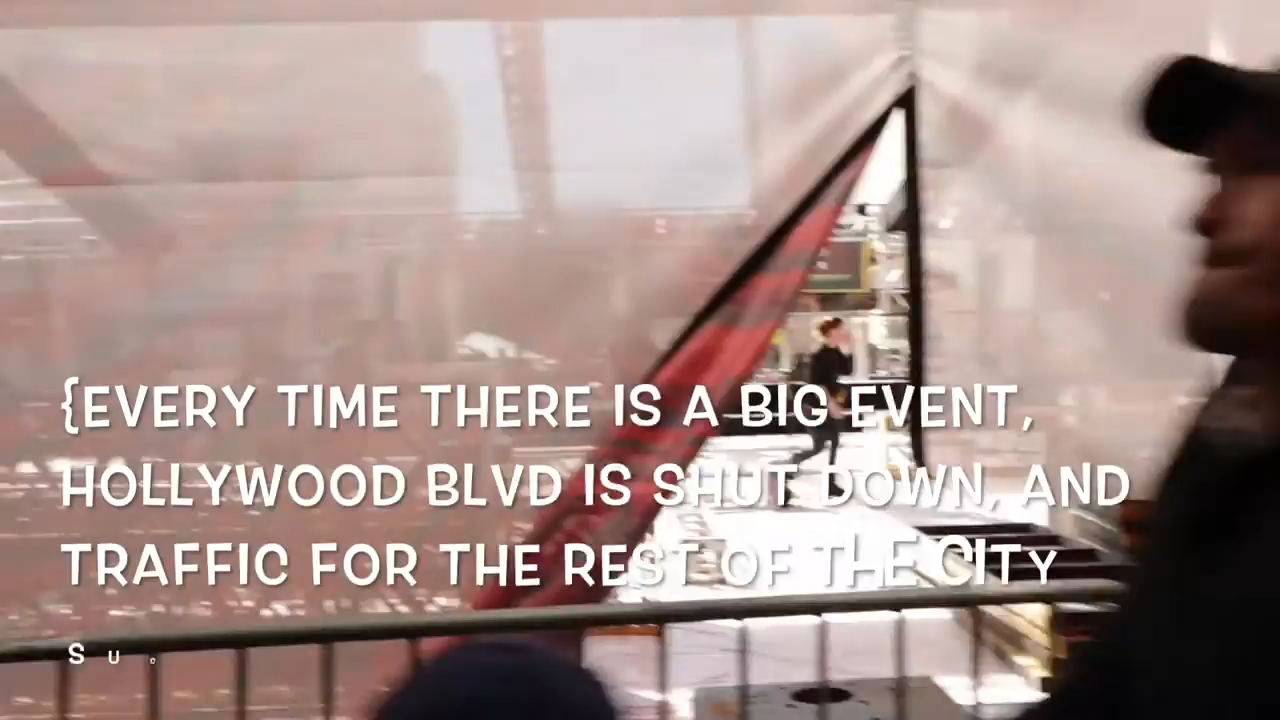 {EVERY TIME THERE IS A BIG EVENT,
HOLLYWOOD BLVD IS SHUT DOWN, AND
TRAFFIC FOR THE REST OF THE CITY